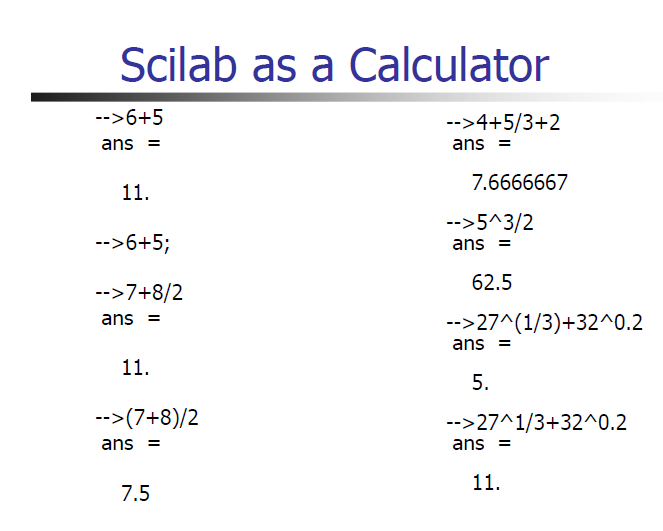 Scilab as a Calculator
-->6+5
ans =
11.
-->6+5;
-->7+8/2
ans =
11.
-->(7+8)/2
ans =
7.5
-->4+5/3+2
ans =
7.6666667
-->5^3/2
ans =
62.5
-->27^(1/3)+32^0.2
ans =
5.
-->27^1/3+32^0.2
ans =
11.